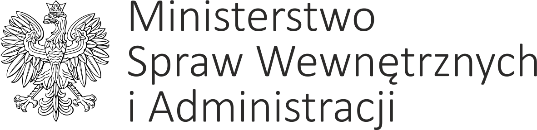 Ministerstwo
Spraw Wewnętrznych
i Administracji